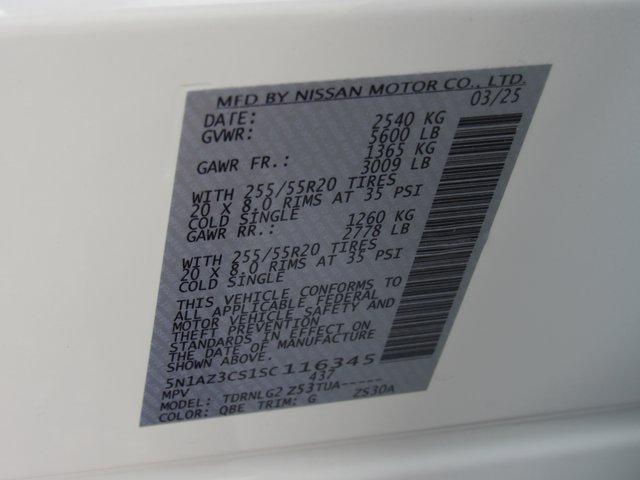 MFD BY NISSAN MOTOR CO., LTD.
DATE: 03/25
GVWR: 2540 KG
5600 LB
GAWR FR.: 1365 KG
3009 LB
WITH 255/55R20 TIRES
20 X 8.0 RIMS AT 35 PSI
COLD SINGLE
GAWR RR.: 1260 KG
2778 LB
WITH 255/55R20 TIRES
20 X 8.0 RIMS AT 35 PSI
COLD SINGLE
THIS VEHICLE CONFORMS TO
ALL APPLICABLE FEDERAL
MOTOR VEHICLE SAFETY AND
THEFT PREVENTION
STANDARDS IN EFFECT ON
THE DATE OF MANUFACTURE
5N1AZ3CS1SC116345
MPV 437
MODEL: TDRNLG2 Z53TUA-----
COLOR: QBE TRIM: G ZS30A